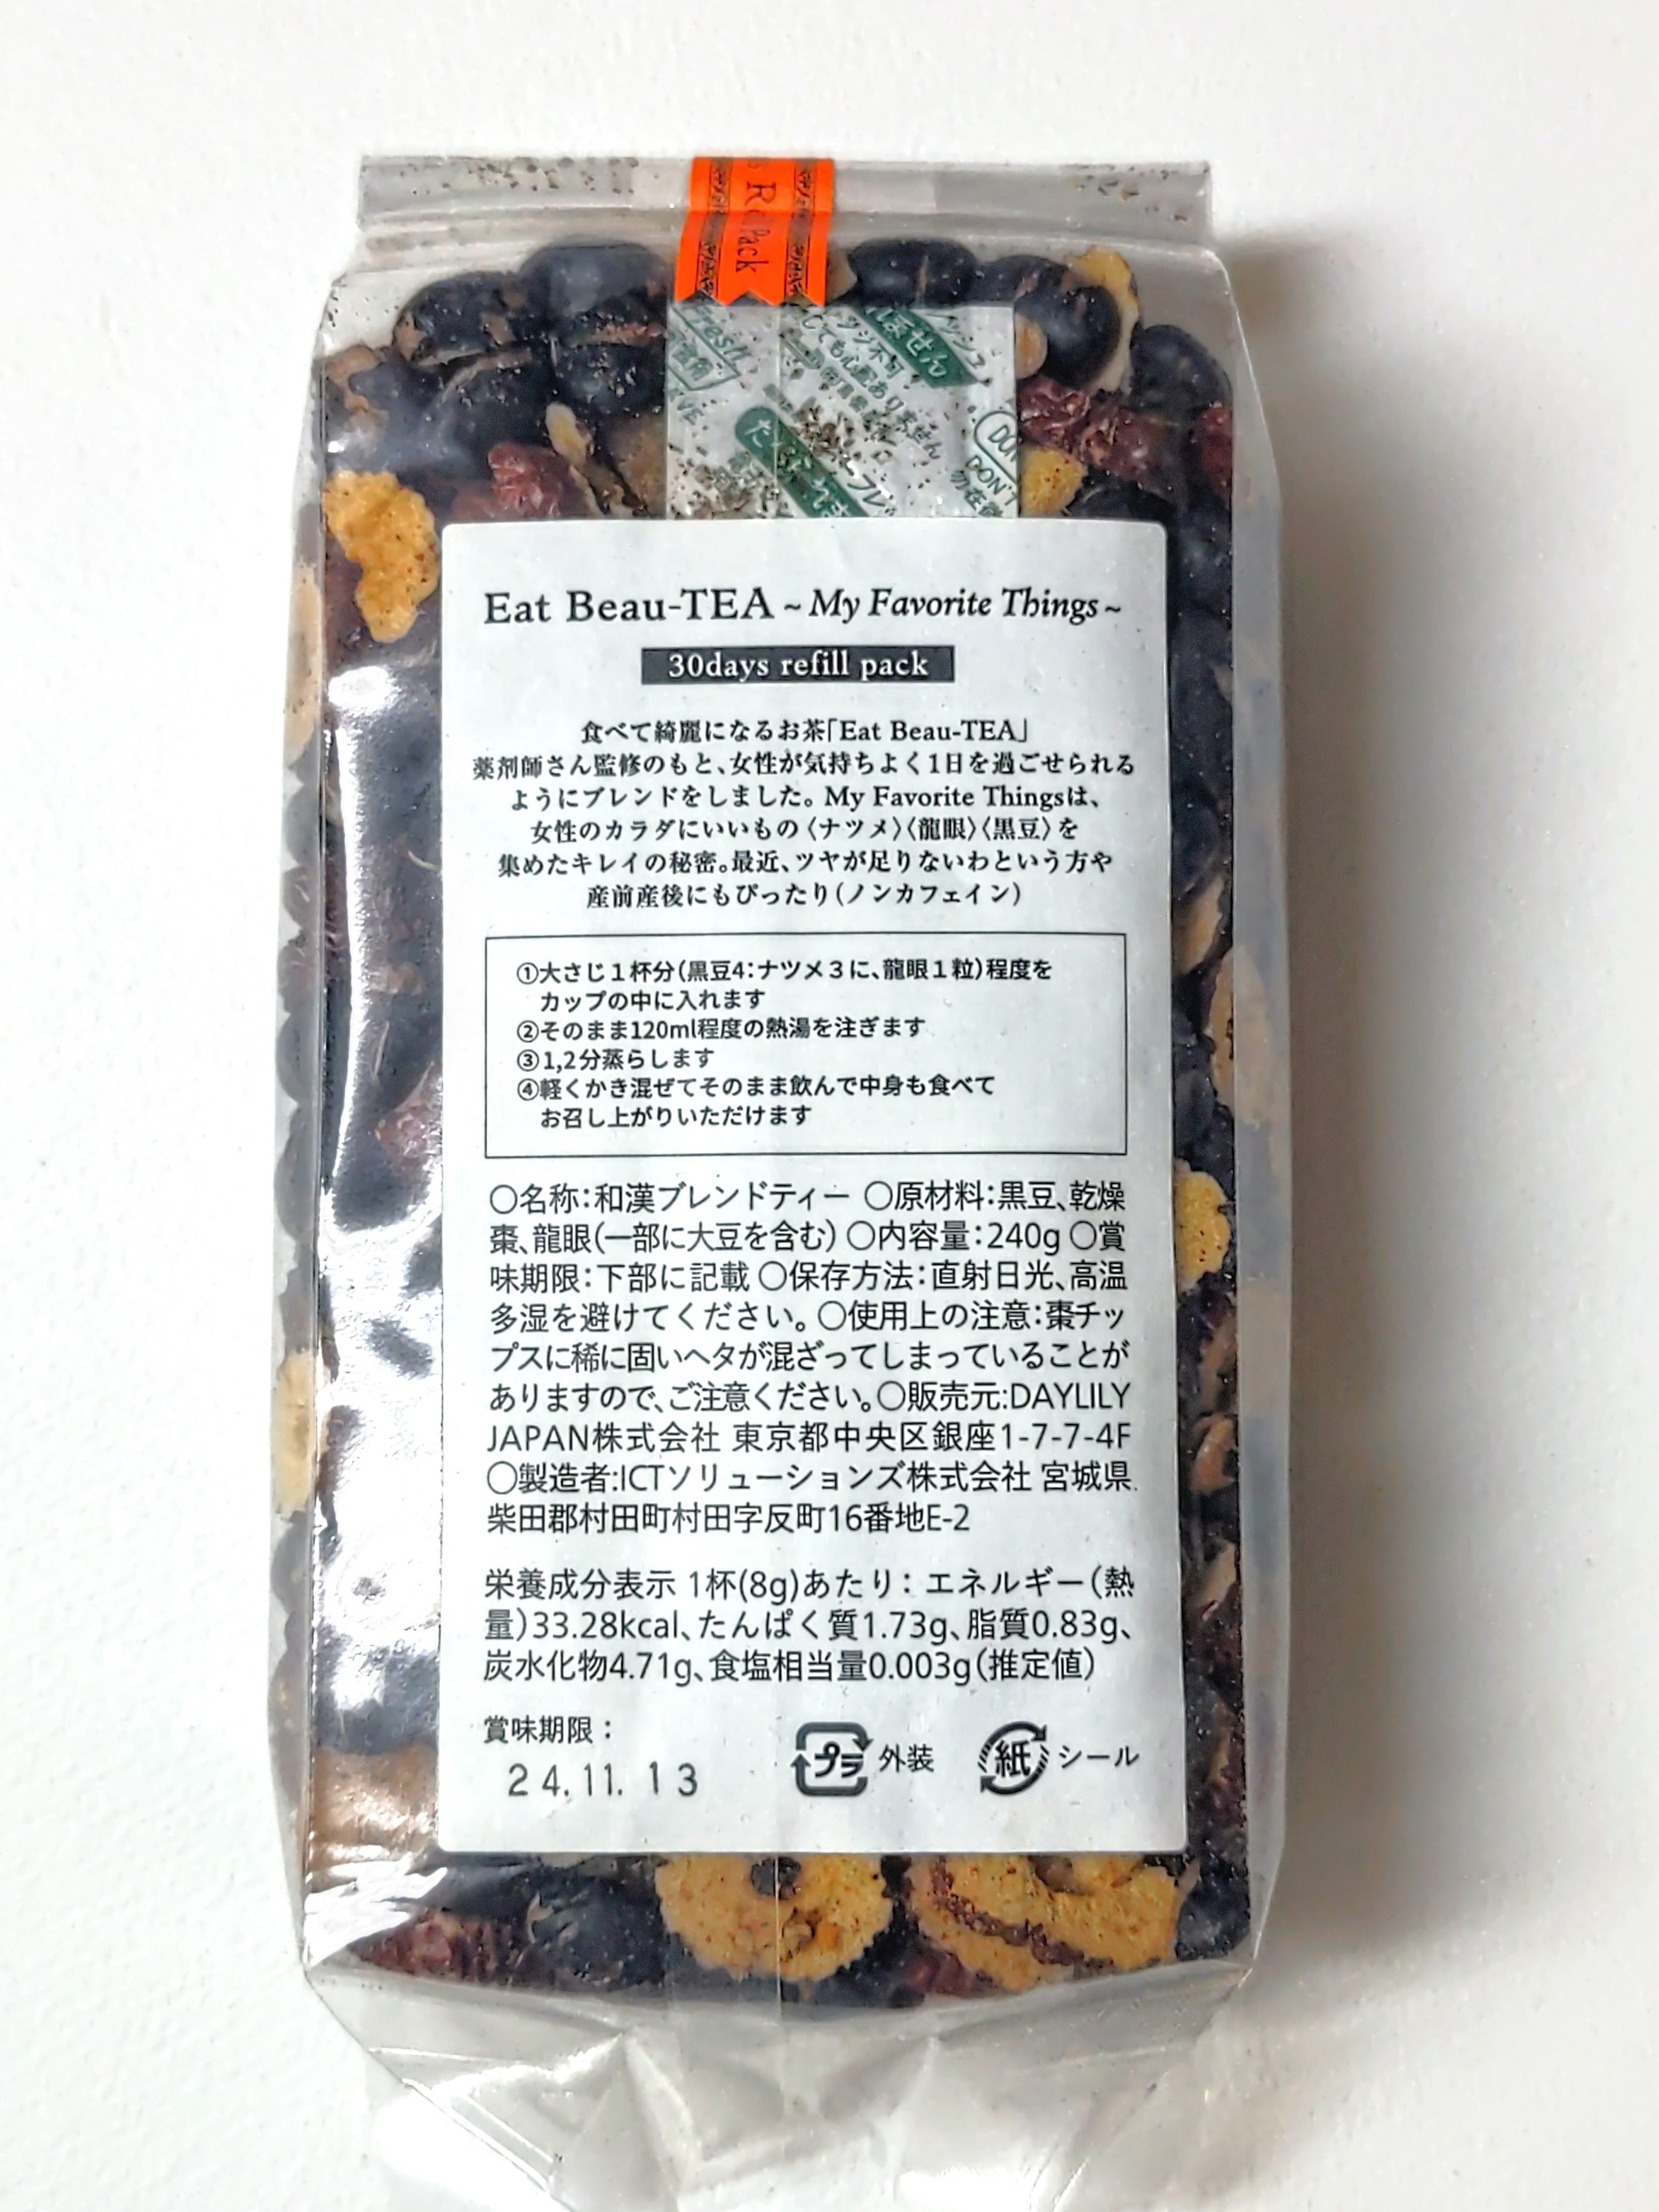 Pack
Fresh
DON'T
Eat Beau-TEA ~ My Favorite Things ~
30days refill pack
食べて綺麗になるお茶「Eat Beau-TEA」
薬剤師さん監修のもと、女性が気持ちよく1日を過ごせられる
ようにブレンドをしました。My Favorite Thingsは、
女性のカラダにいいもの〈ナツメ〉〈龍眼〉〈黒豆〉を
集めたキレイの秘密。最近、ツヤが足りないわという方や
産前産後にもぴったり(ノンカフェイン)
①大さじ1杯分(黒豆4:ナツメ3に、龍眼1粒)程度を
カップの中に入れます
②そのまま120ml程度の熱湯を注ぎます
③1,2分蒸らします
④軽くかき混ぜてそのまま飲んで中身も食べて
お召し上がりいただけます
〇名称:和漢ブレンドティー 〇原材料:黒豆、乾燥
棗、龍眼(一部に大豆を含む) 〇内容量:240g 〇賞
味期限:下部に記載 〇保存方法:直射日光、高温
多湿を避けてください。〇使用上の注意:棗チッ
プスに稀に固いヘタが混ざってしまっていることが
ありますので、ご注意ください。〇販売元:DAYLILY
JAPAN株式会社 東京都中央区銀座1-7-7-4F
〇製造者:ICTソリューションズ株式会社 宮城県
柴田郡村田町村田字反町16番地E-2
栄養成分表示 1杯(8g)あたり:エネルギー(熱
量)33.28kcal、たんぱく質1.73g、脂質0.83g、
炭水化物4.71g、食塩相当量0.003g(推定値)
賞味期限:
24.11.13
プラ 外装
紙 シール